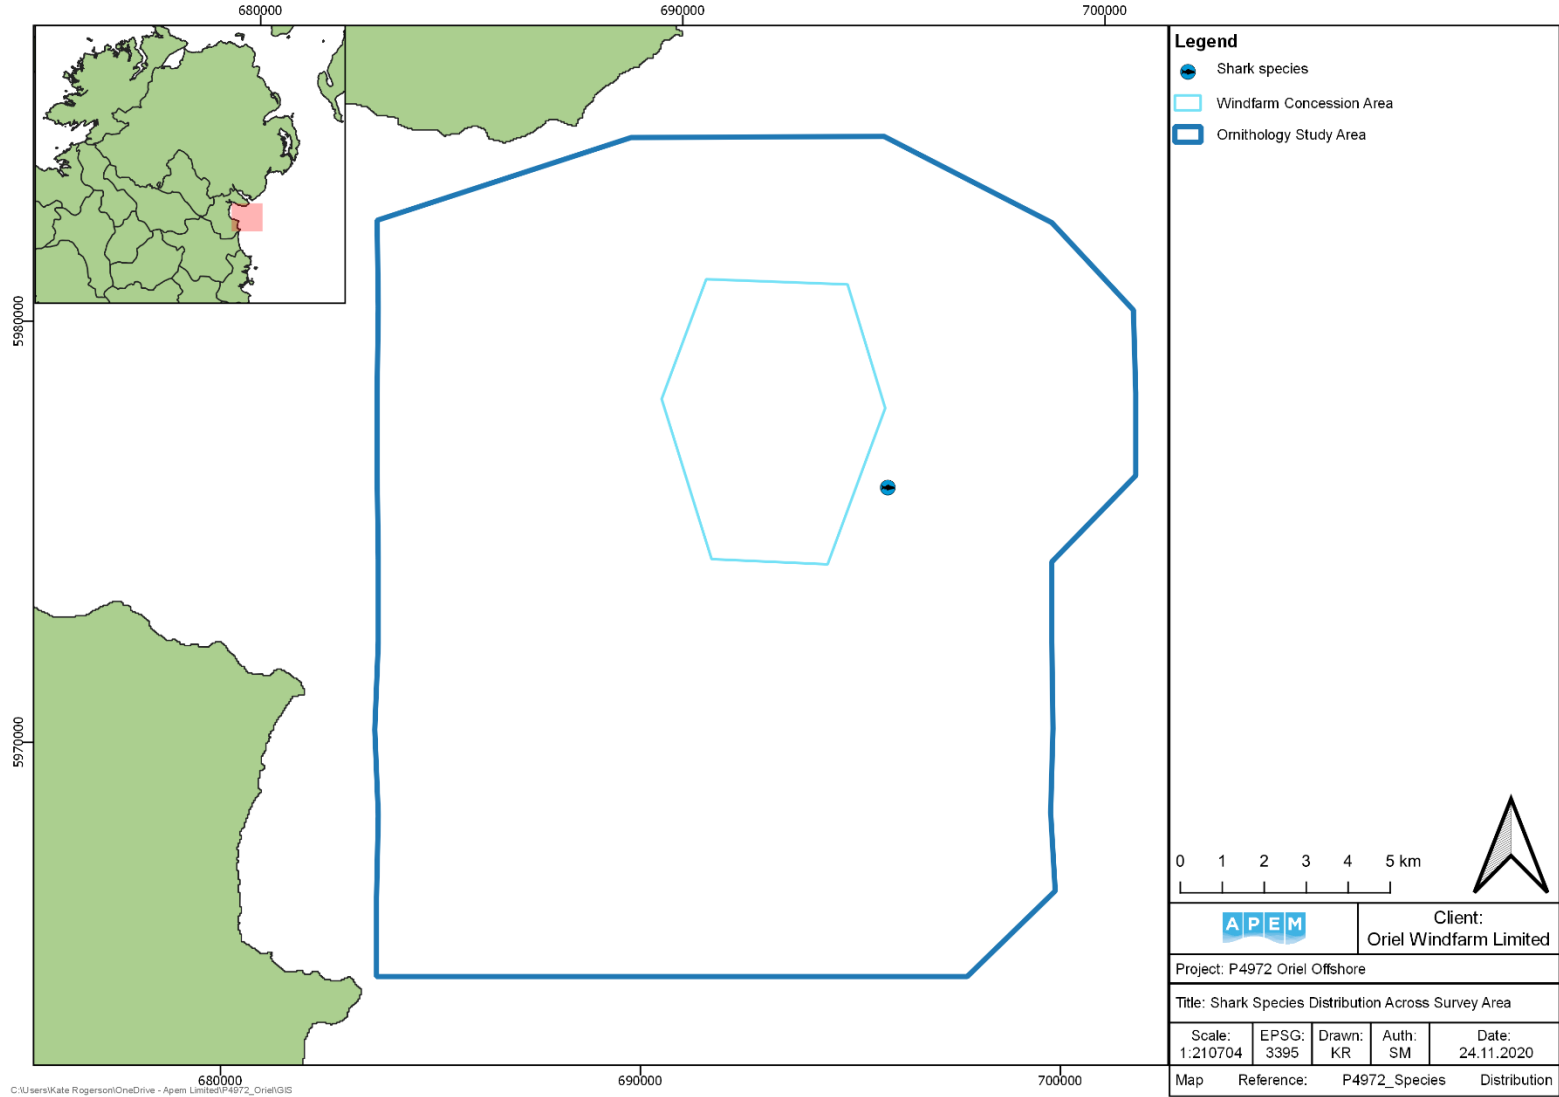 680000
690000
700000
5980000
5970000
Legend
Shark species
Windfarm Concession Area
Ornithology Study Area
0 1 2 3 4 5 km
APEM
Client:
Oriel Windfarm Limited
Project: P4972 Oriel Offshore
Title: Shark Species Distribution Across Survey Area
Scale:
1:210704
EPSG:
3395
Drawn:
KR
Auth:
SM
Date:
24.11.2020
Map Reference: P4972_Species Distribution
680000
690000
700000
C:\Users\Kate Rogerson\OneDrive - Apem Limited\P4972_Oriel\GIS